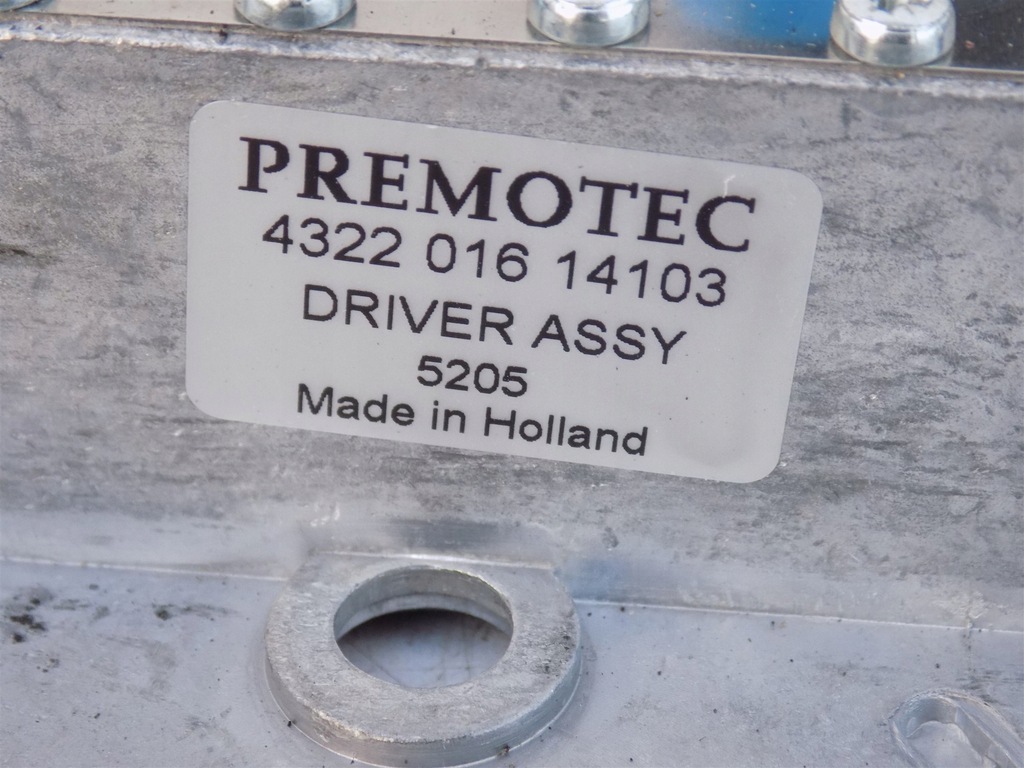 PREMOTEC
4322 016 14103
DRIVER ASSY
5205
Made in Holland